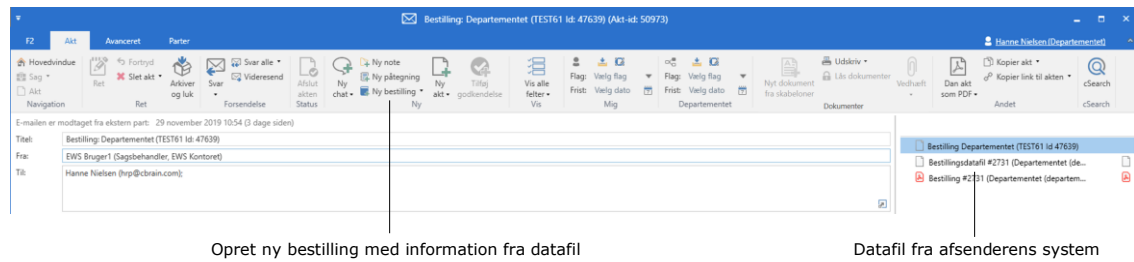 Bestilling: Departementet (TEST61 Id: 47639) (Akt-id: 50973)
F2 Akt Avanceret Parter Hanne Nielsen (Departementet)
Hovedvindue
Sag
Akt
Navigation
Ret
Fortryd
Slet akt
Arkiver og luk
Ret
Svar
Svar alle
Videresend
Forsendelse
Afslut akten
Status
Ny chat
Ny note
Ny påtegning
Ny bestilling
Ny akt
Tilføj godkendelse
Ny
Vis alle felter
Vis
Flag: Vælg flag
Frist: Vælg dato
Mig
Flag: Vælg flag
Frist: Vælg dato
Departementet
Nyt dokument fra skabeloner
Udskriv
Lås dokumenter
Dokumenter
Vedhæft
Dan akt som PDF
Kopier akt
Kopier link til akten
Andet
cSearch
cSearch
E-mailen er modtaget fra ekstern part: 29 november 2019 10:54 (3 dage siden)
Titel: Bestilling: Departementet (TEST61 Id: 47639)
Fra: EWS Bruger1 (Sagsbehandler, EWS Kontoret)
Til: Hanne Nielsen (hrp@cbrain.com);
Bestilling Departementet (TEST61 Id 47639)
Bestillingsdatafil #2731 (Departementet (de...
Bestilling #2731 (Departementet (departem...
Opret ny bestilling med information fra datafil
Datafil fra afsenderens system